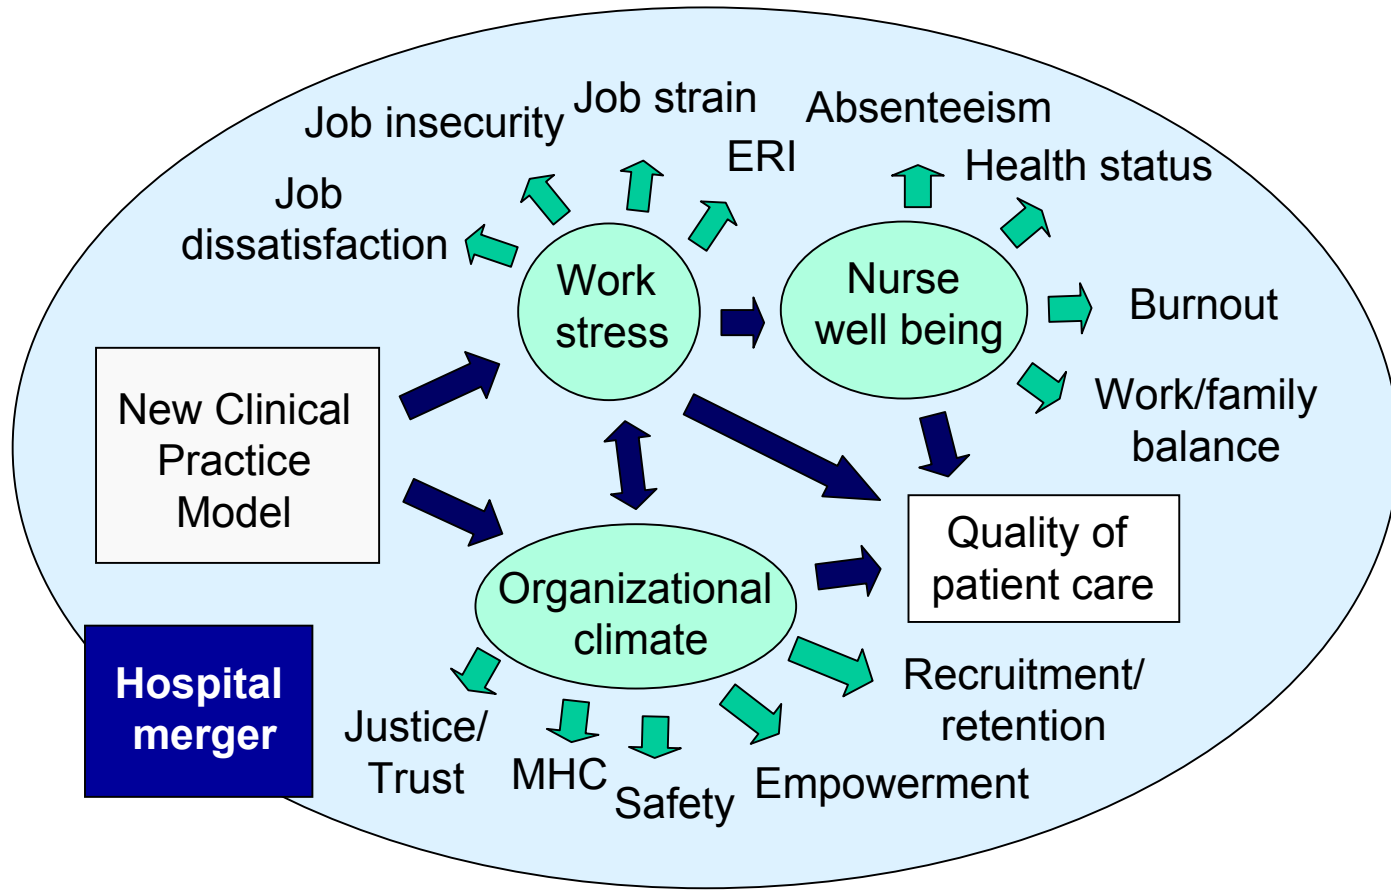 Job strain
Absenteeism
Job insecurity
ERI
Health status
Job
dissatisfaction
Work
stress
Nurse
well being
Burnout
New Clinical
Practice
Model
Work/family
balance
Quality of
patient care
Organizational
climate
Hospital
merger
Justice/
Trust
MHC
Safety
Empowerment
Recruitment/
retention